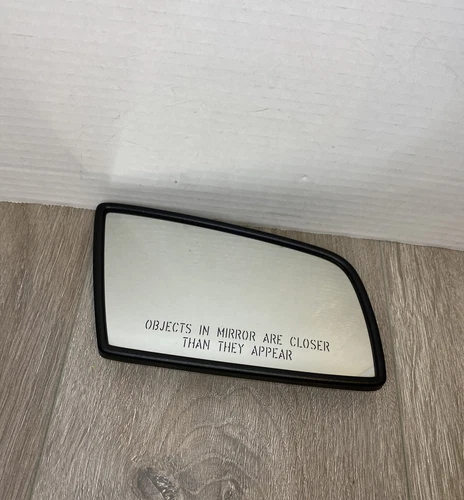 OBJECTS IN MIRROR ARE CLOSER
THAN THEY APPEAR